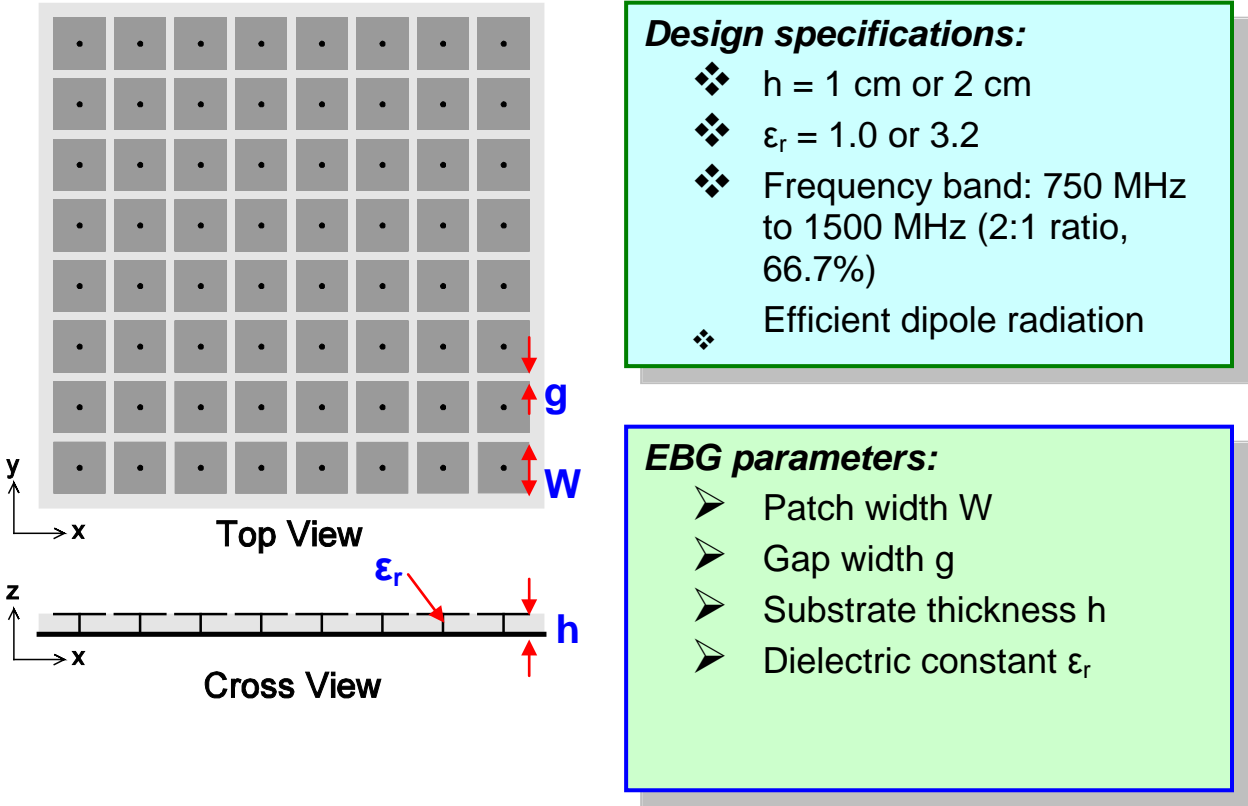 g
W
y
x
Top View
εr
z
h
x
Cross View
Design specifications:
❖ h = 1 cm or 2 cm
❖ εr = 1.0 or 3.2
❖ Frequency band: 750 MHz
to 1500 MHz (2:1 ratio,
66.7%)
❖ Efficient dipole radiation
EBG parameters:
➢ Patch width W
➢ Gap width g
➢ Substrate thickness h
➢ Dielectric constant εr